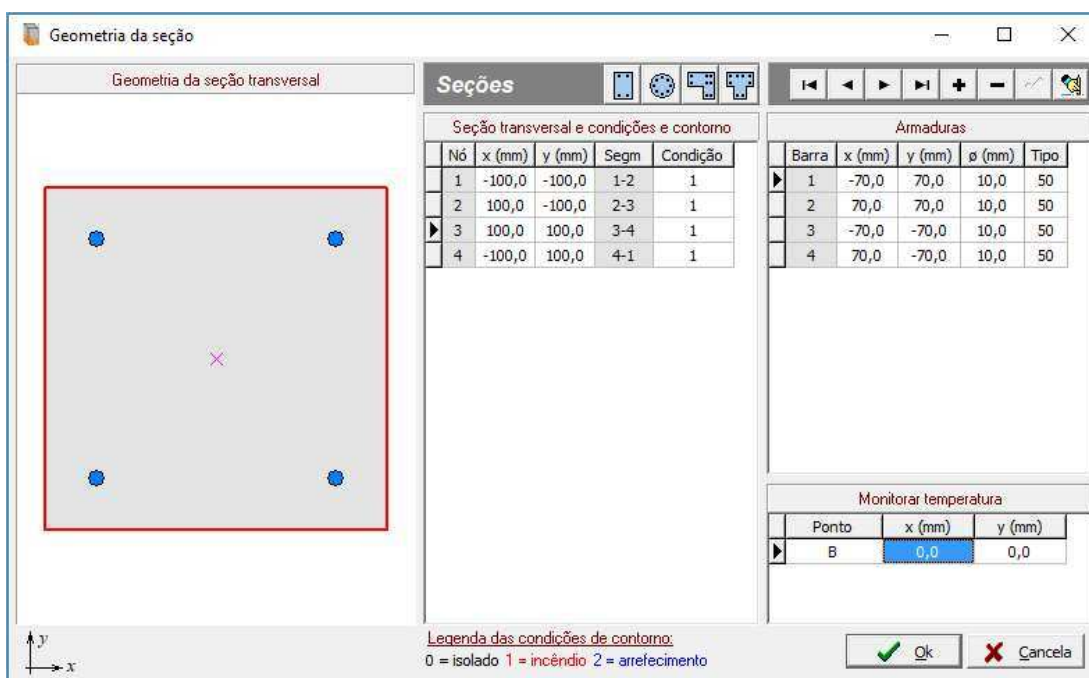 Geometria da seção
Geometria da seção transversal
Seções
Seção transversal e condições e contorno
Nó x (mm) y (mm) Segm Condição
1 -100,0 -100,0 1-2 1
2 100,0 -100,0 2-3 1
3 100,0 100,0 3-4 1
4 -100,0 100,0 4-1 1
Armaduras
Barra x (mm) y (mm) ø (mm) Tipo
1 -70,0 70,0 10,0 50
2 70,0 70,0 10,0 50
3 -70,0 -70,0 10,0 50
4 70,0 -70,0 10,0 50
Monitorar temperatura
Ponto x (mm) y (mm)
B 0,0 0,0
y
x
Legenda das condições de contorno:
0 = isolado 1 = incêndio 2 = arrefecimento
Ok
Cancela